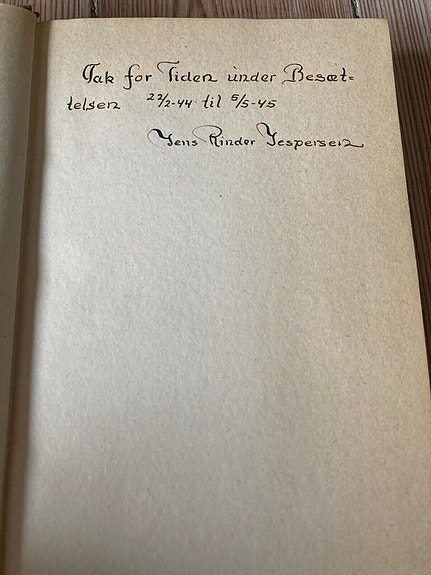 Tak for Tiden under Besæt=
telsen 22/2-44 til 5/5-45
Jens Rinder Jespersen